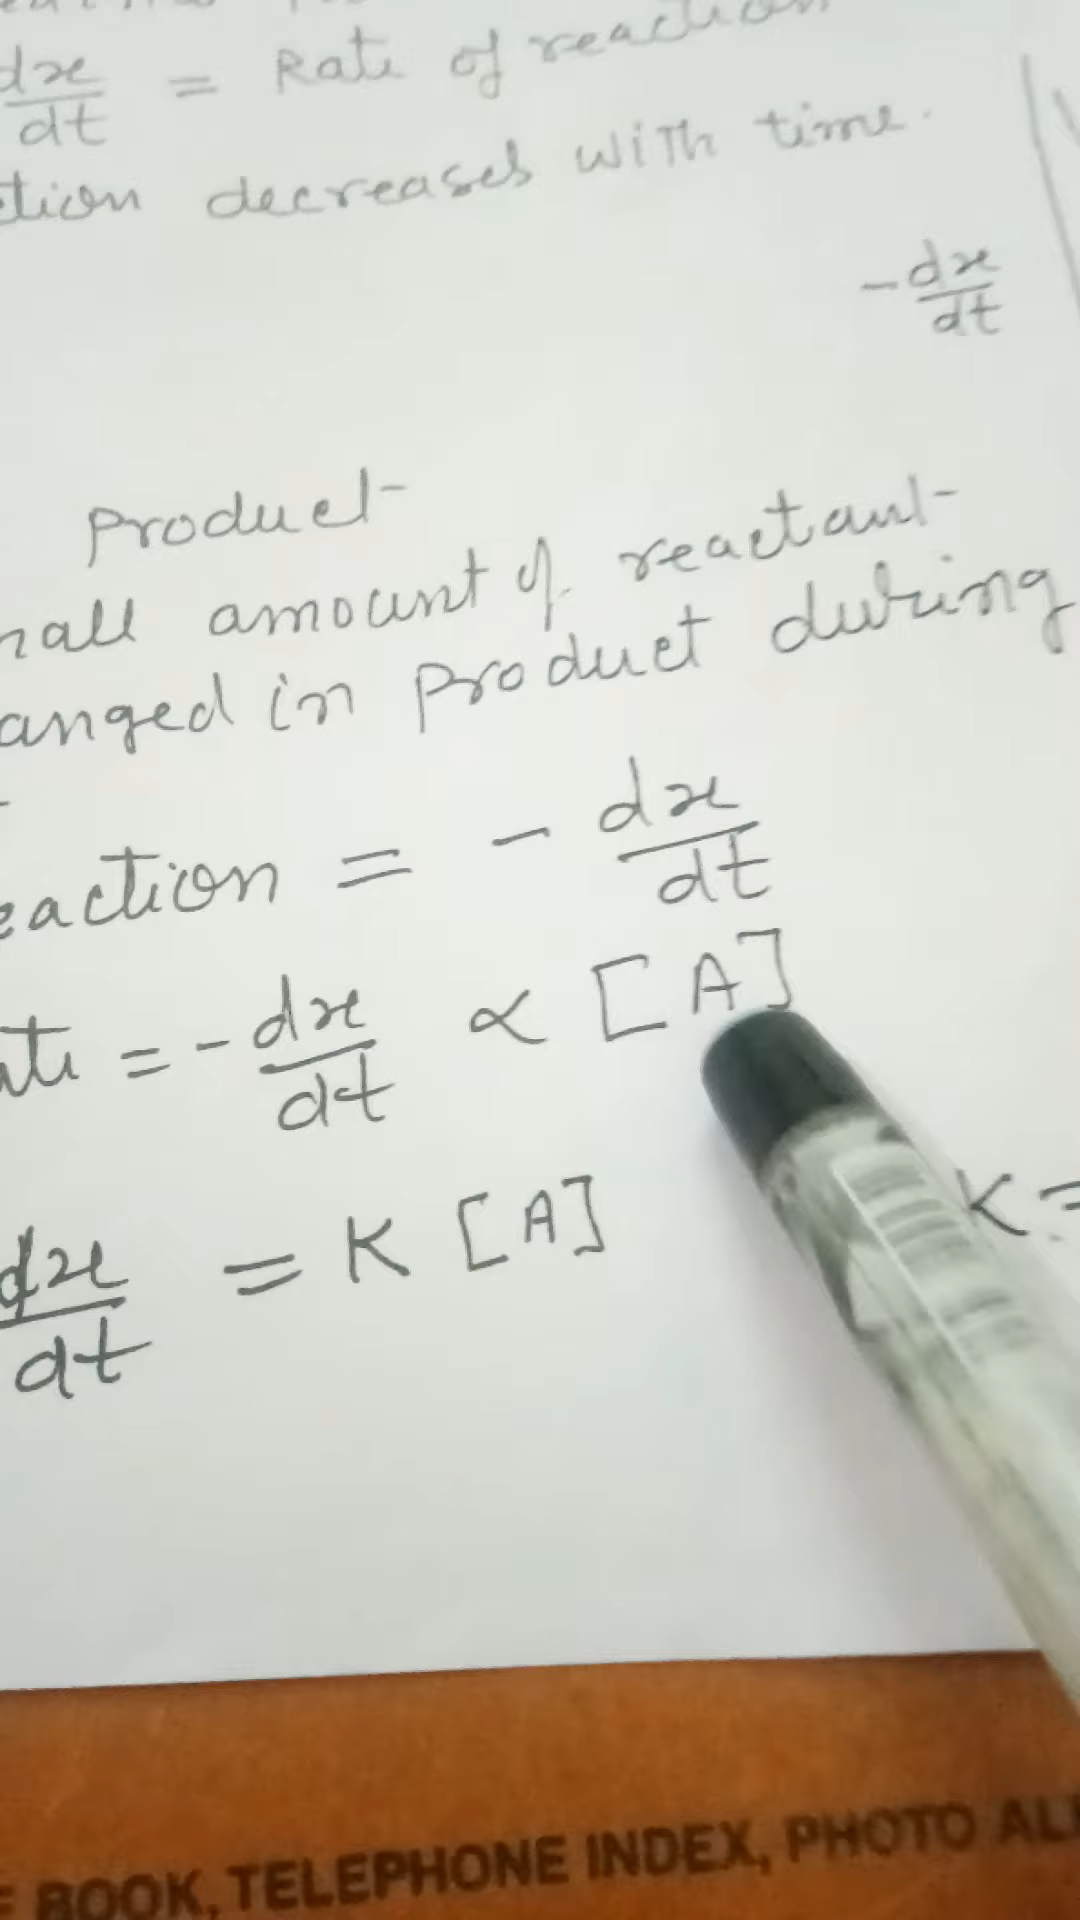 dx/dt = Rate of reaction
decreases with time.
- dx/dt
Product
amount of reactant
in Product during
= - dx/dt
= - dx/dt ∝ [A]
dx/dt = K [A] K =
BOOK, TELEPHONE INDEX, PHOTO